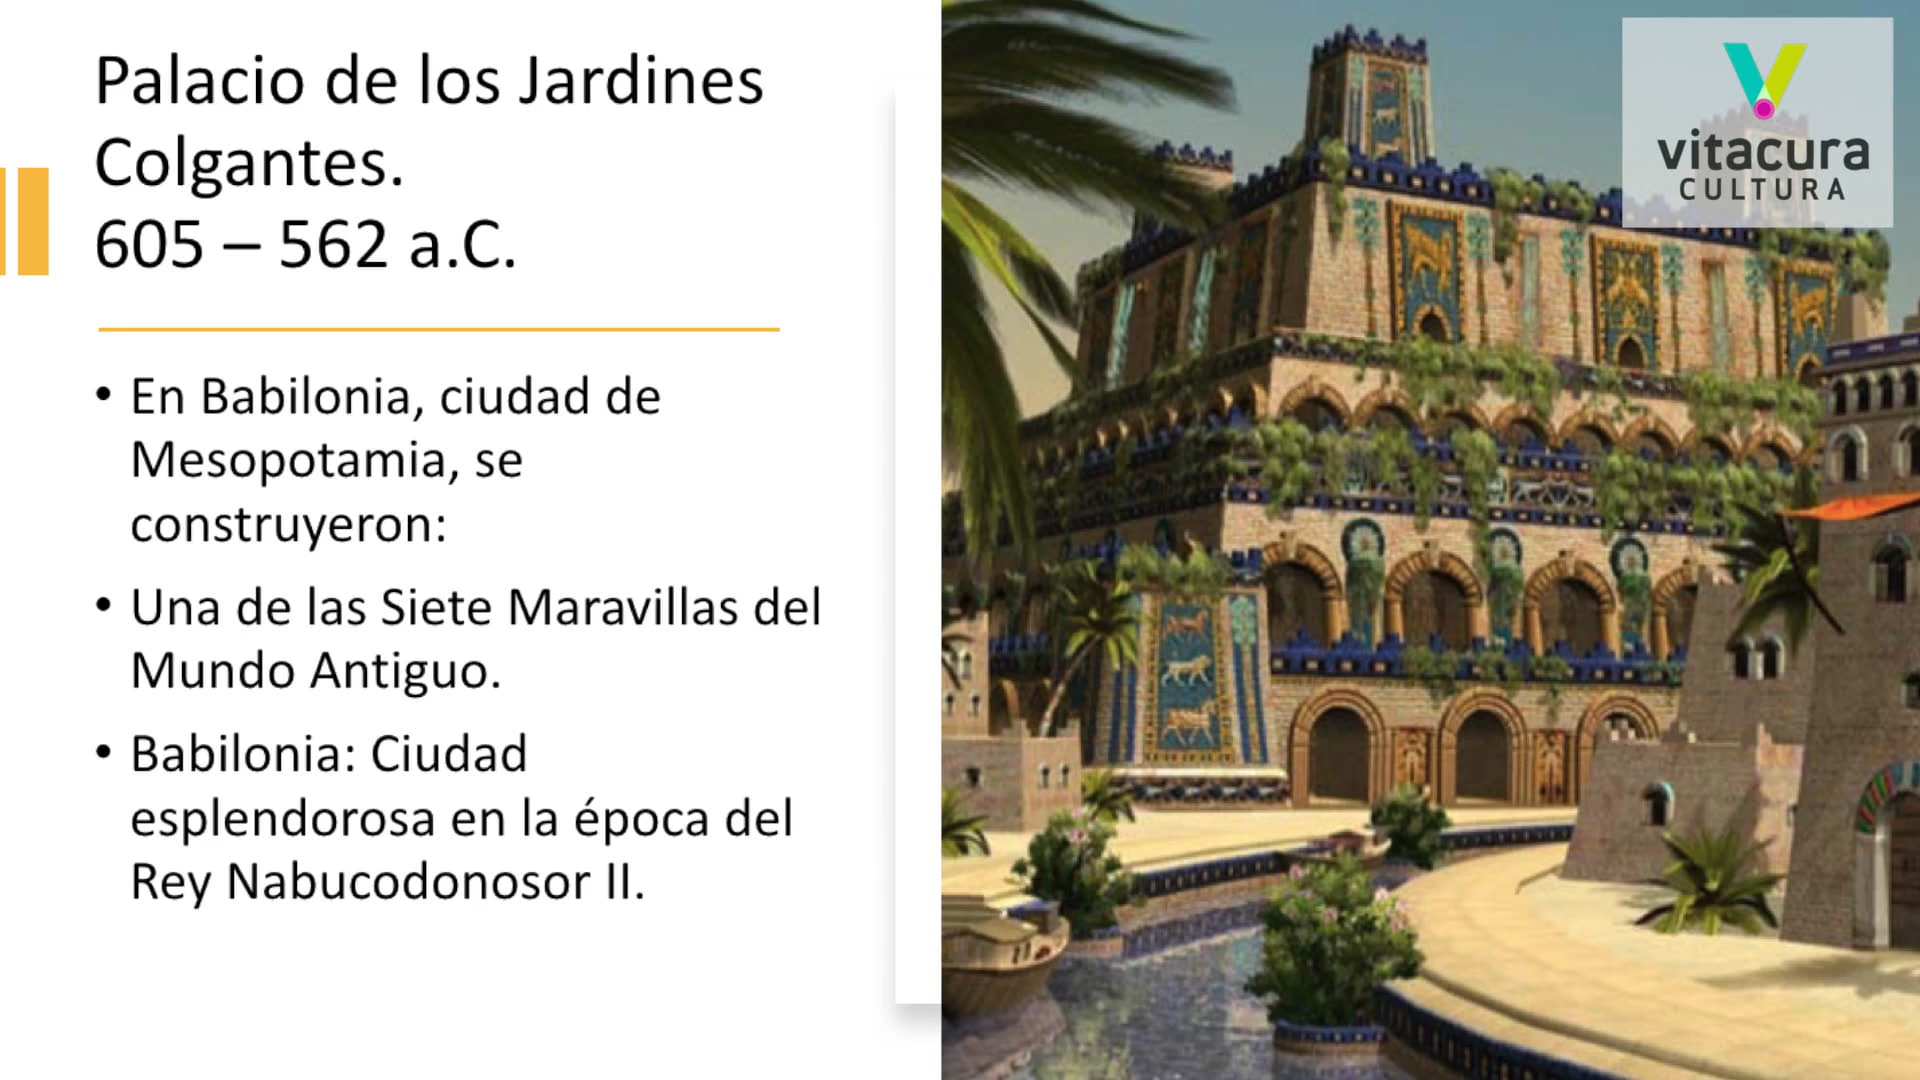 Palacio de los Jardines
Colgantes.
605 – 562 a.C.
• En Babilonia, ciudad de
Mesopotamia, se
construyeron:
• Una de las Siete Maravillas del
Mundo Antiguo.
• Babilonia: Ciudad
esplendorosa en la época del
Rey Nabucodonosor II.
vitacura
CULTURA